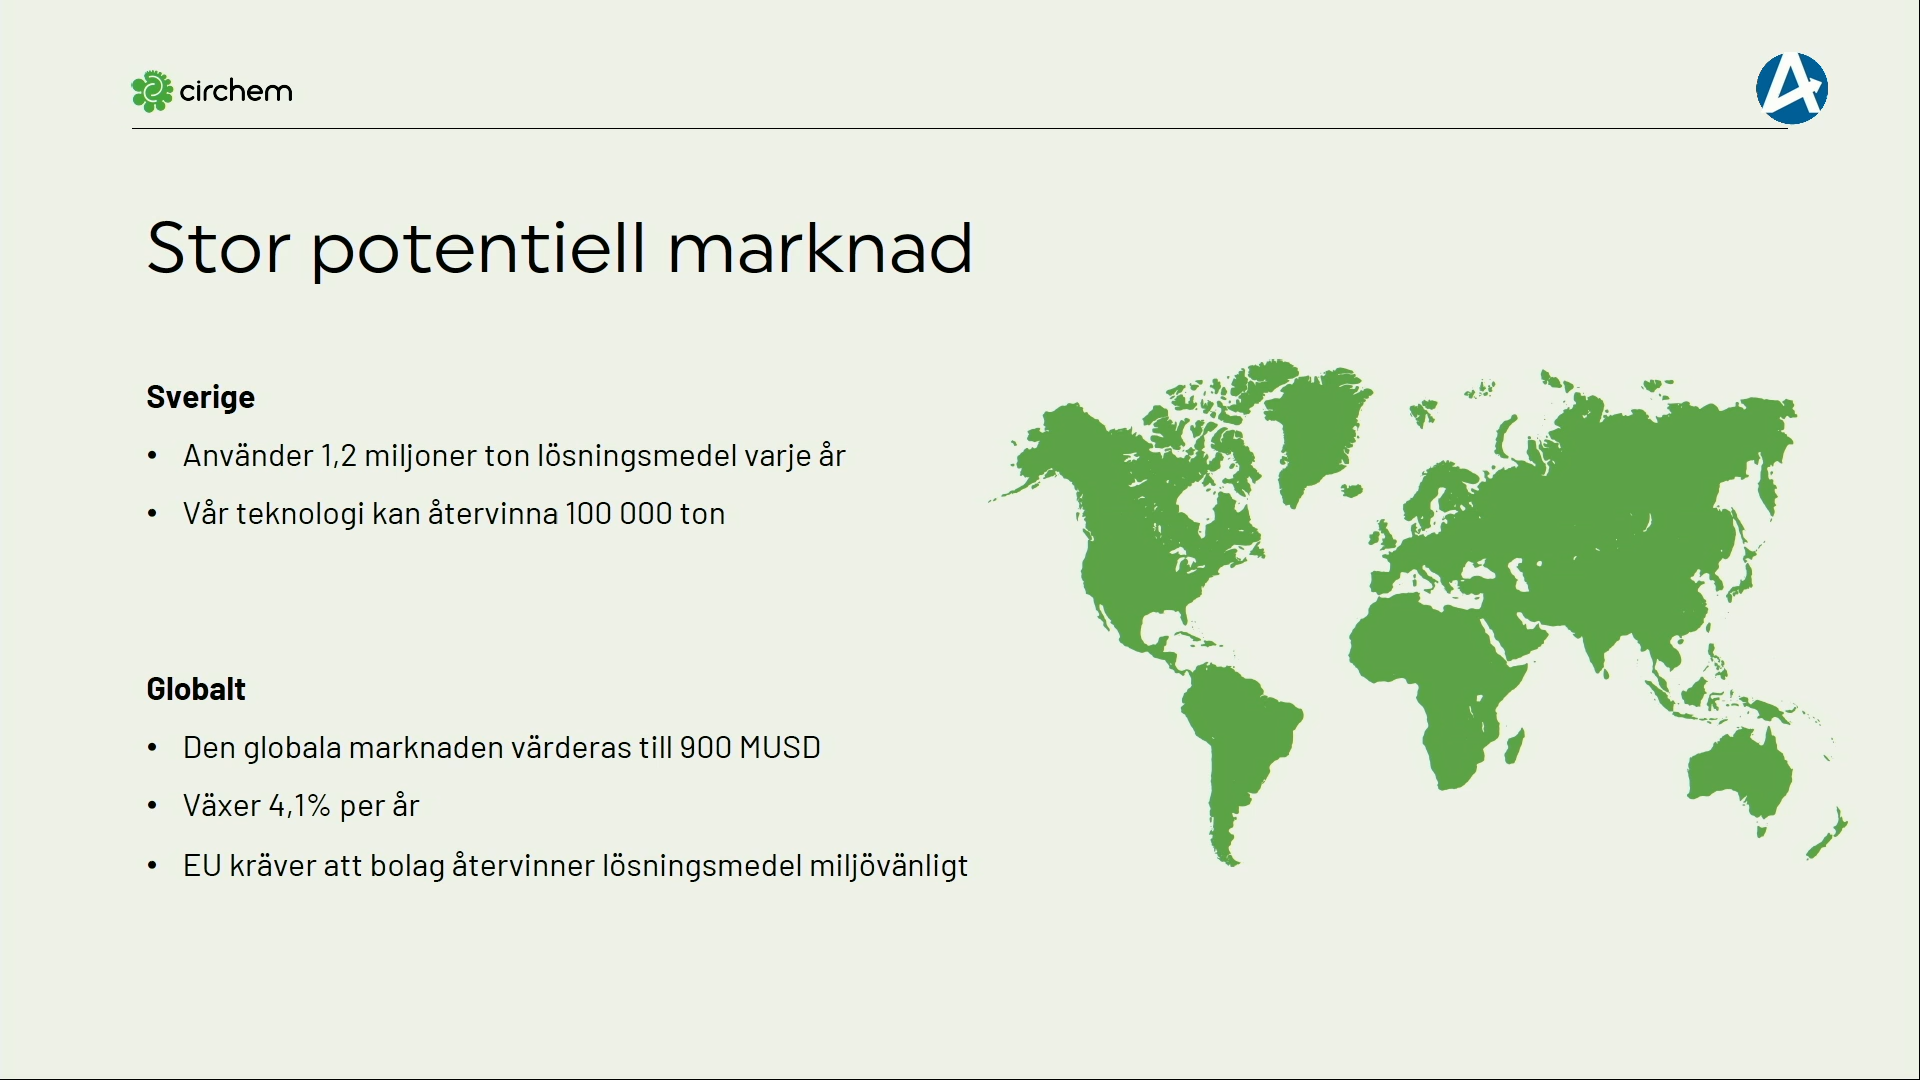 circhem
Stor potentiell marknad
Sverige
• Använder 1,2 miljoner ton lösningsmedel varje år
• Vår teknologi kan återvinna 100 000 ton
Globalt
• Den globala marknaden värderas till 900 MUSD
• Växer 4,1% per år
• EU kräver att bolag återvinner lösningsmedel miljövänligt